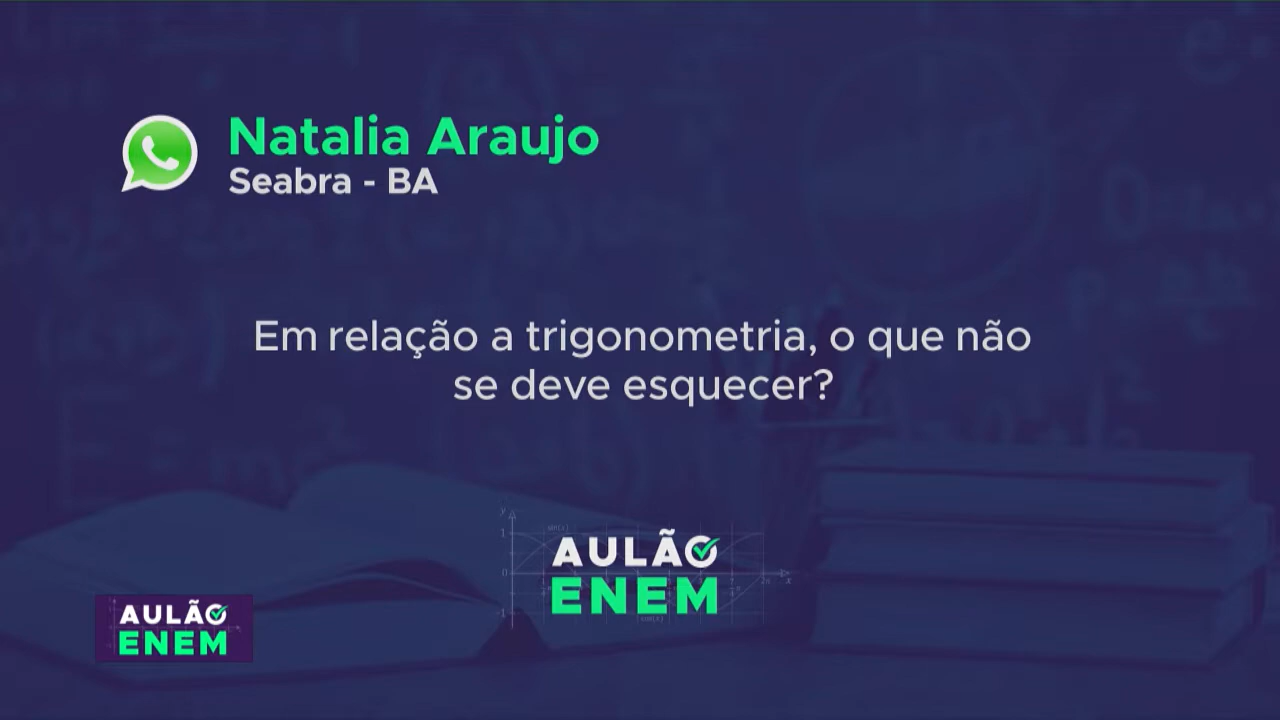 Natalia Araujo
Seabra - BA
Em relação a trigonometria, o que não
se deve esquecer?
AULÃO
ENEM
AULÃO
ENEM